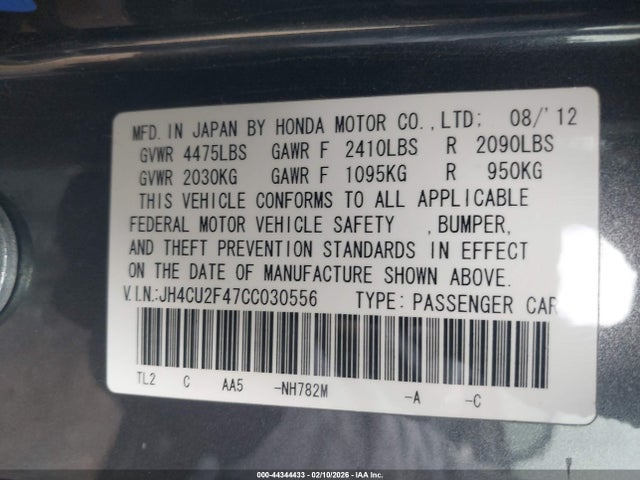 MFD. IN JAPAN BY HONDA MOTOR CO.,LTD; 08/'12
GVWR 4475LBS GAWR F 2410LBS R 2090LBS
GVWR 2030KG GAWR F 1095KG R 950KG
THIS VEHICLE CONFORMS TO ALL APPLICABLE
FEDERAL MOTOR VEHICLE SAFETY , BUMPER,
AND THEFT PREVENTION STANDARDS IN EFFECT
ON THE DATE OF MANUFACTURE SHOWN ABOVE.
V.I.N.:JH4CU2F47CC030556 TYPE: PASSENGER CAR
TL2 C AA5 -NH782M -A -C
000-44344433 - 02/10/2026 - IAA Inc.